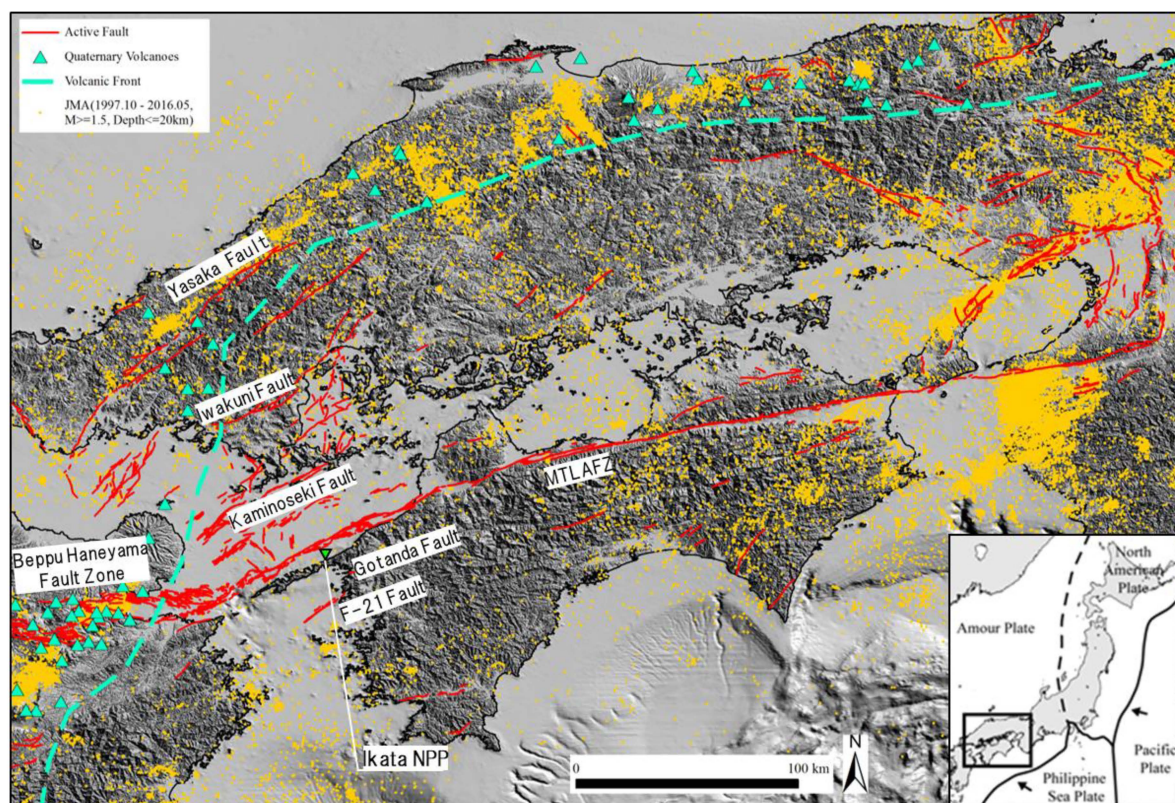 Active Fault
Quaternary Volcanoes
Volcanic Front
JMA(1997.10 - 2016.05,
M>=1.5, Depth<=20km)
Yasaka Fault
Iwakuni Fault
Kaminoseki Fault
MTLAFZ
Beppu Haneyama
Fault Zone
Gotanda Fault
F-21 Fault
Ikata NPP
0
100 km
N
North
American
Plate
Amour Plate
Pacific
Plate
Philippine
Sea Plate